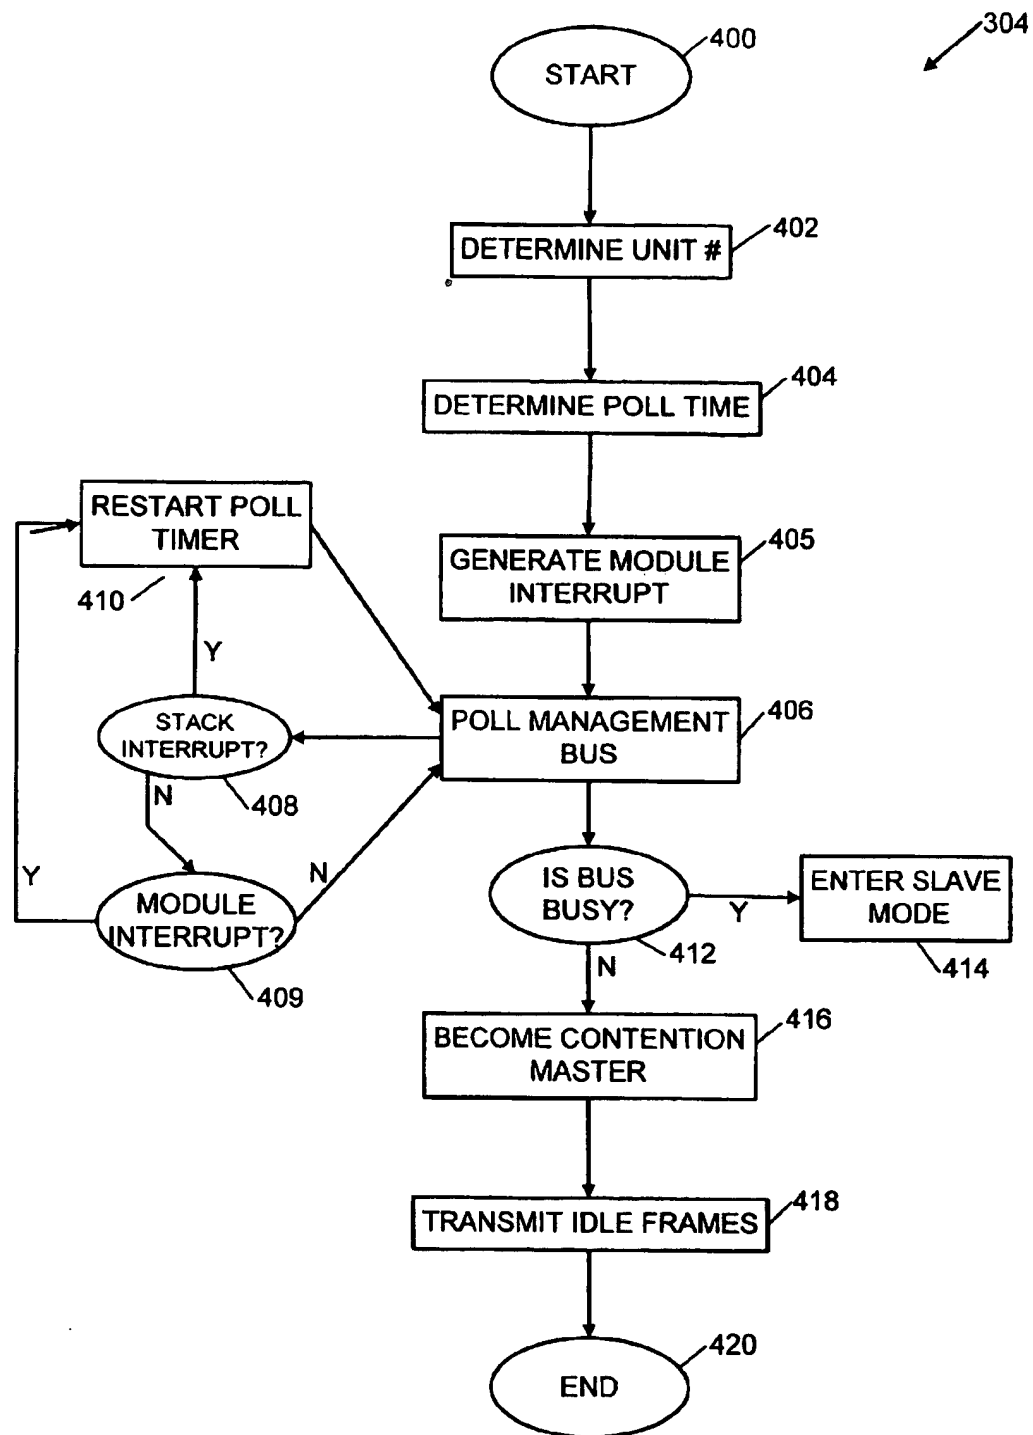 304
400
START
402
DETERMINE UNIT #
404
DETERMINE POLL TIME
RESTART POLL
TIMER
410
405
GENERATE MODULE
INTERRUPT
Y
STACK
INTERRUPT?
408
N
406
POLL MANAGEMENT
BUS
Y
MODULE
INTERRUPT?
409
N
IS BUS
BUSY?
412
Y
ENTER SLAVE
MODE
414
N
416
BECOME CONTENTION
MASTER
418
TRANSMIT IDLE FRAMES
420
END